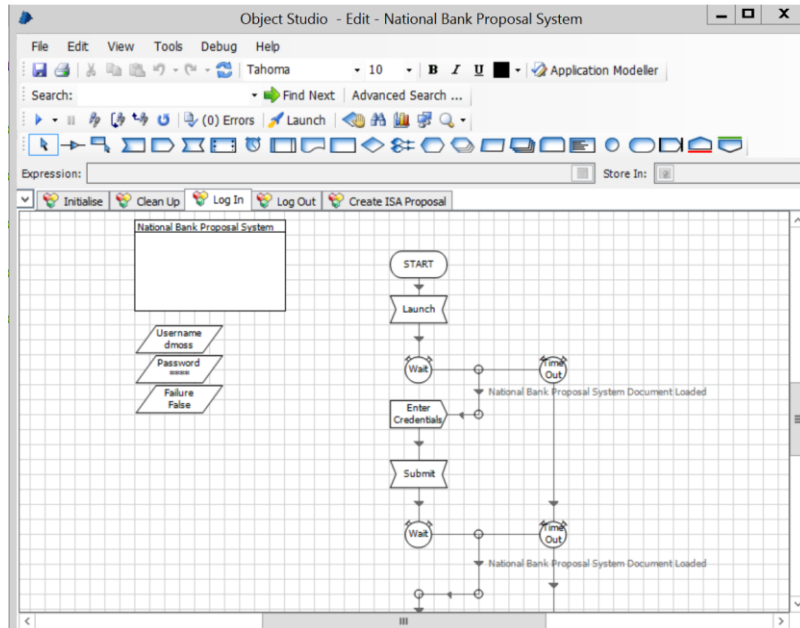 Object Studio - Edit - National Bank Proposal System
File Edit View Tools Debug Help
Tahoma 10 B I U Application Modeller
Search: Find Next Advanced Search ...
(0) Errors Launch
Expression: Store In:
Initialise Clean Up Log In Log Out Create ISA Proposal
National Bank Proposal System
START
Launch
Username
dmoss
Password
====
Failure
False
Wait
Time
Out
National Bank Proposal System Document Loaded
Enter
Credentials
Submit
Wait
Time
Out
National Bank Proposal System Document Loaded